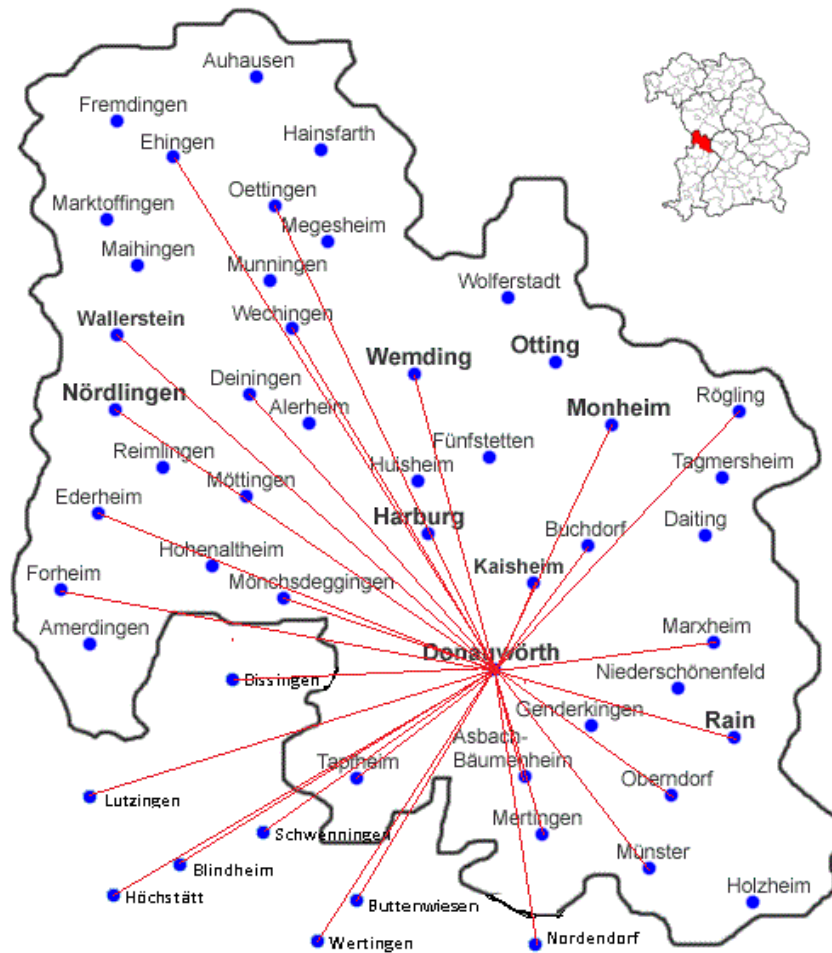 Auhausen
Fremdingen
Ehingen
Hainsfarth
Oettingen
Marktoffingen
Megesheim
Maihingen
Munningen
Wolferstadt
Wallerstein
Wechingen
Wemding
Otting
Nördlingen
Deiningen
Alerheim
Monheim
Rögling
Reimlingen
Fünfstetten
Huisheim
Tagmersheim
Ederheim
Möttingen
Harburg
Buchdorf
Daiting
Hohenaltheim
Forheim
Mönchsdeggingen
Kaisheim
Amerdingen
Donauwörth
Marxheim
Bissingen
Niederschönenfeld
Genderkingen
Rain
Asbach-
Bäumenheim
Tapfheim
Oberndorf
Lutzingen
Mertingen
Schwenningen
Münster
Blindheim
Höchstätt
Buttenwiesen
Holzheim
Wertingen
Nordendorf